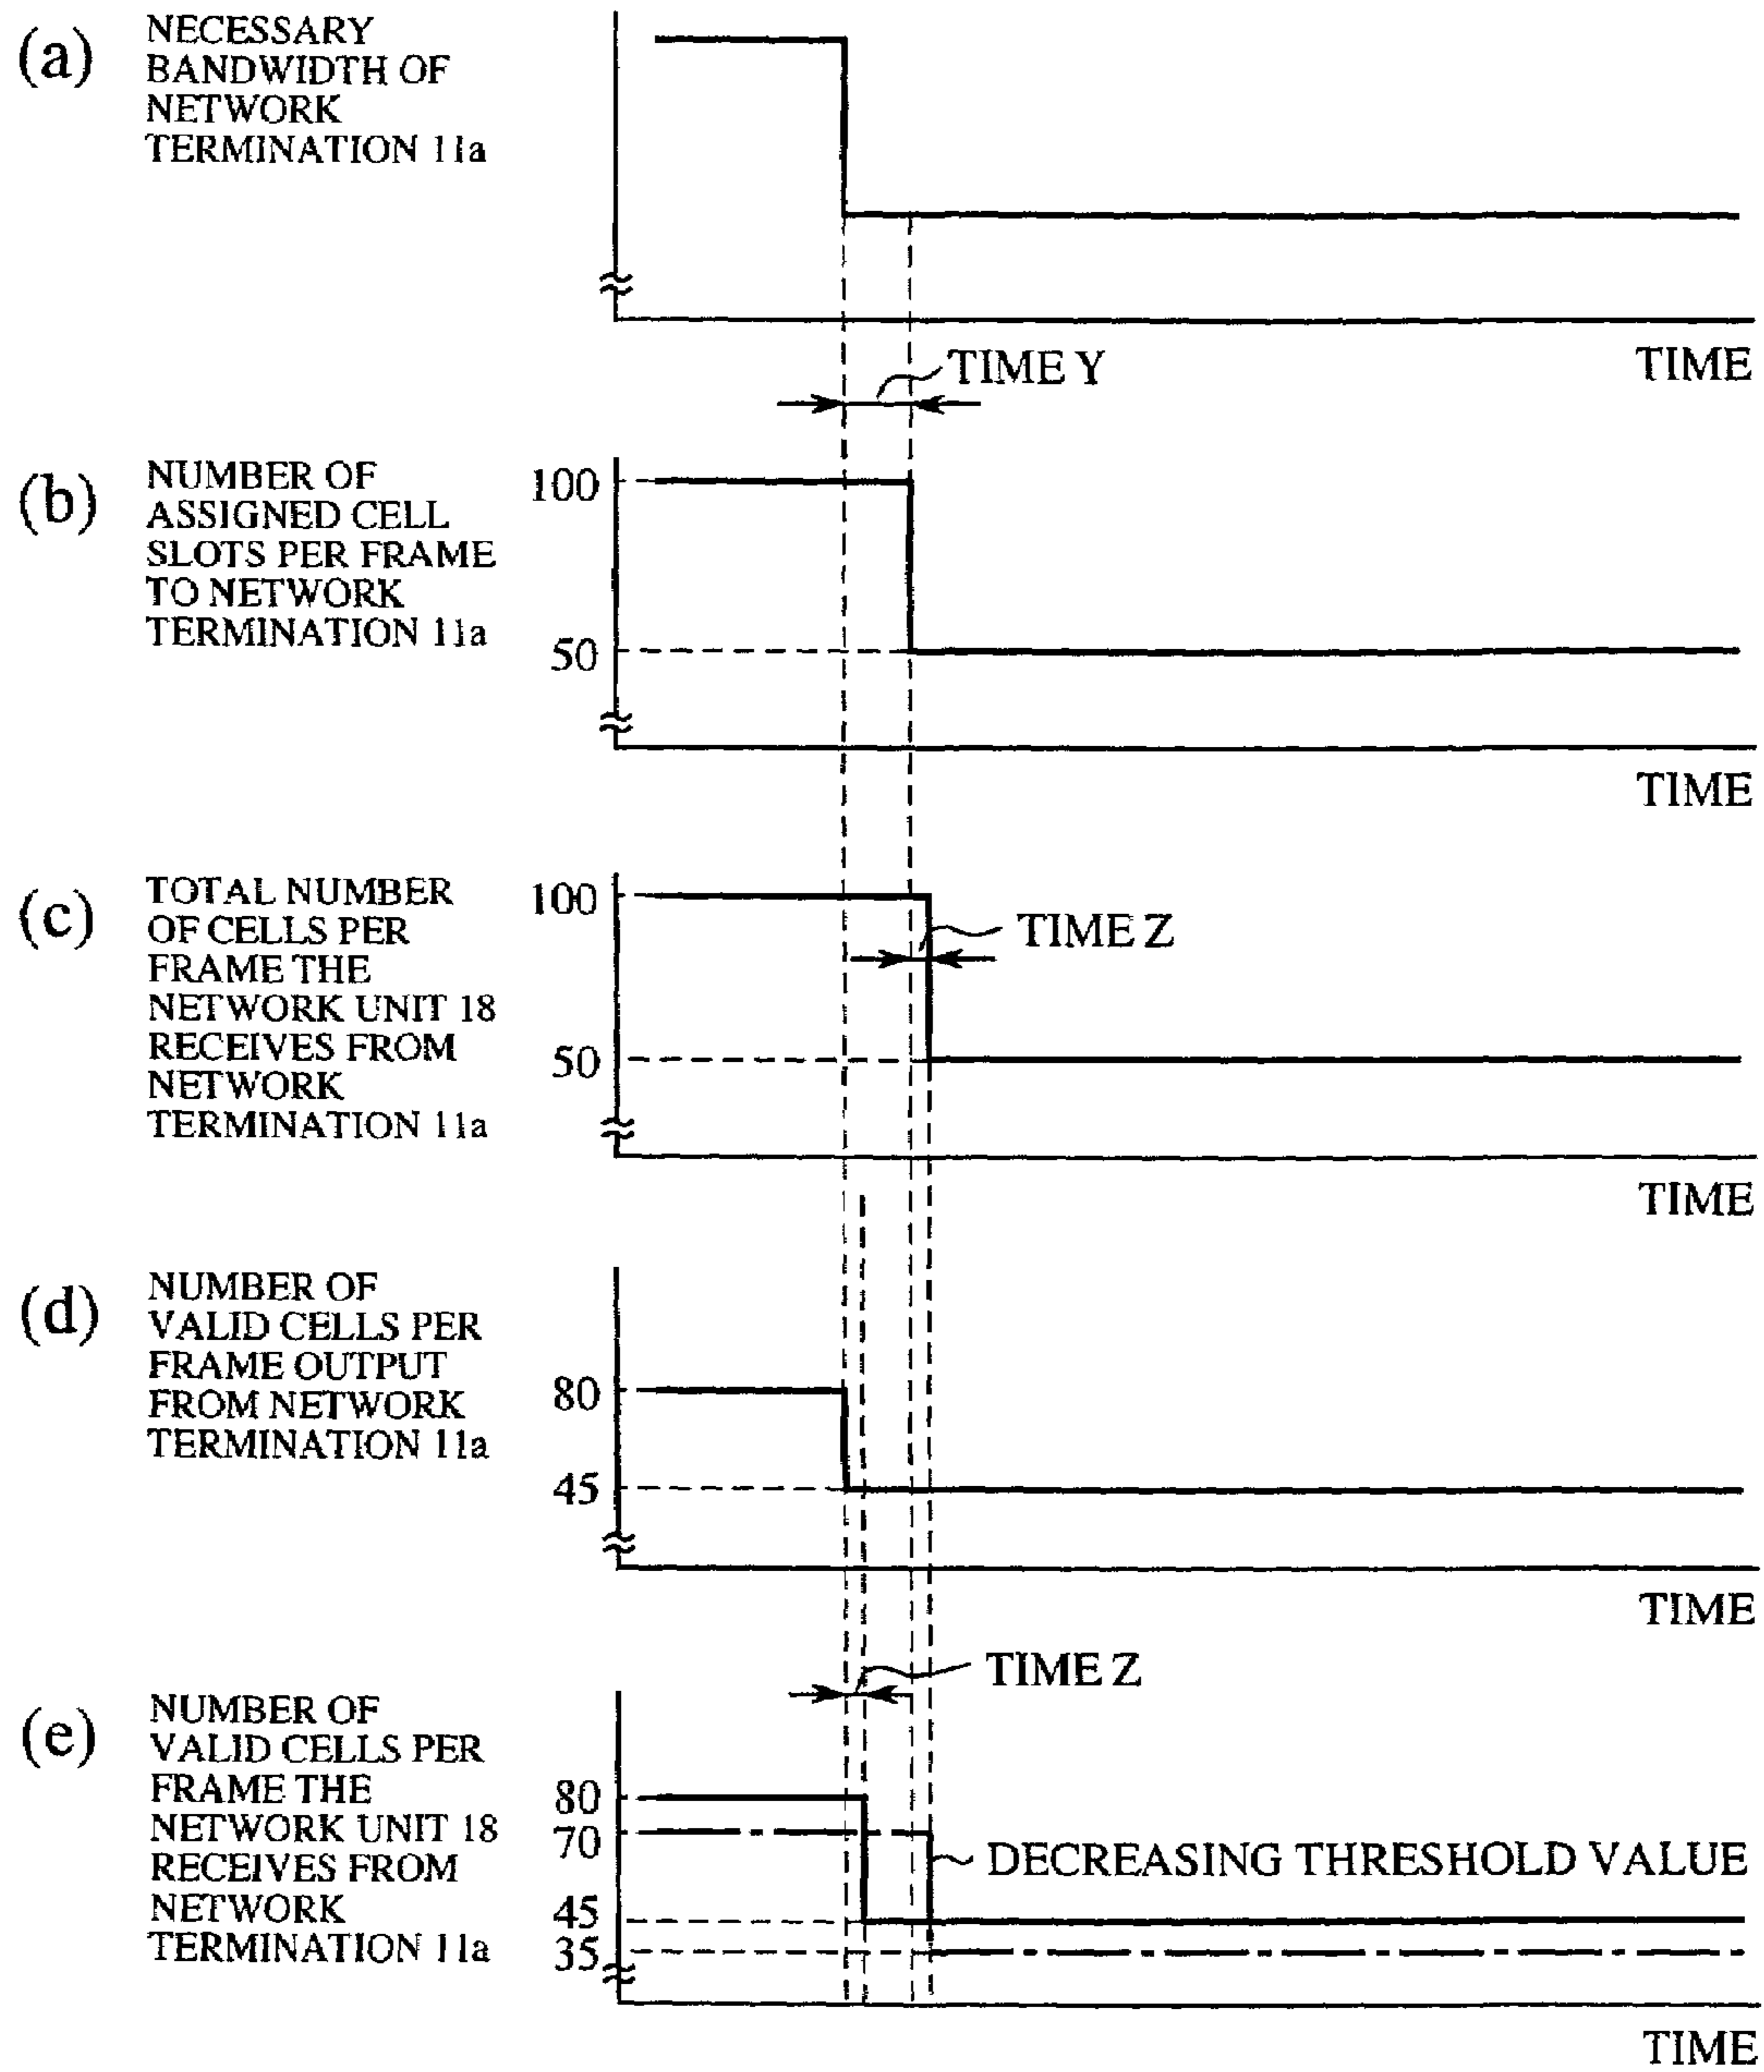 (a)
NECESSARY
BANDWIDTH OF
NETWORK
TERMINATION 11a
TIME
TIME Y
(b)
NUMBER OF
ASSIGNED CELL
SLOTS PER FRAME
TO NETWORK
TERMINATION 11a
100
50
TIME
(c)
TOTAL NUMBER
OF CELLS PER
FRAME THE
NETWORK UNIT 18
RECEIVES FROM
NETWORK
TERMINATION 11a
100
TIME Z
50
TIME
(d)
NUMBER OF
VALID CELLS PER
FRAME OUTPUT
FROM NETWORK
TERMINATION 11a
80
45
TIME
TIME Z
(e)
NUMBER OF
VALID CELLS PER
FRAME THE
NETWORK UNIT 18
RECEIVES FROM
NETWORK
TERMINATION 11a
80
70
DECREASING THRESHOLD VALUE
45
35
TIME